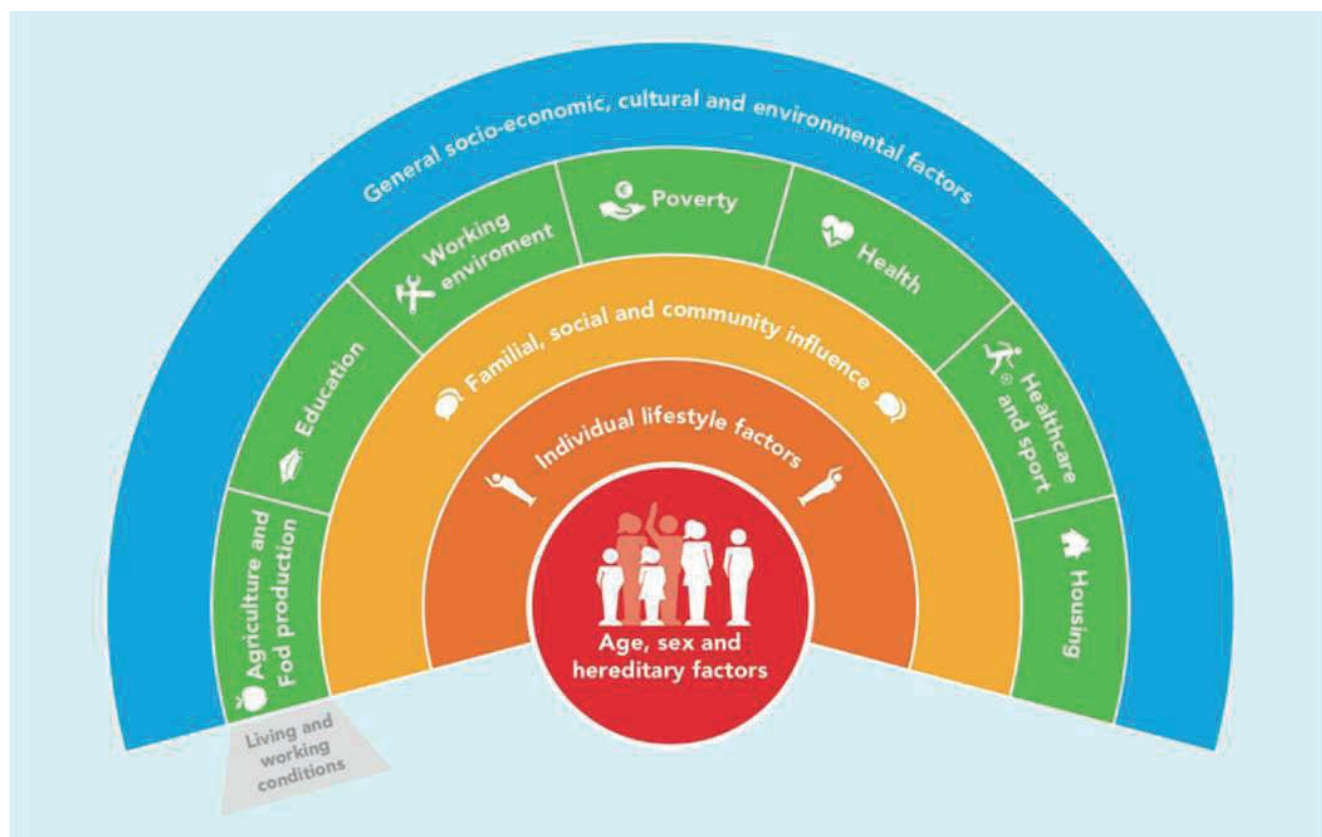 General socio-economic, cultural and environmental factors
Agriculture and
Fod production
Education
Working
enviroment
€
Poverty
Health
Healthcare
and sport
Housing
Familial, social and community influence
Individual lifestyle factors
Age, sex and
hereditary factors
Living and
working
conditions